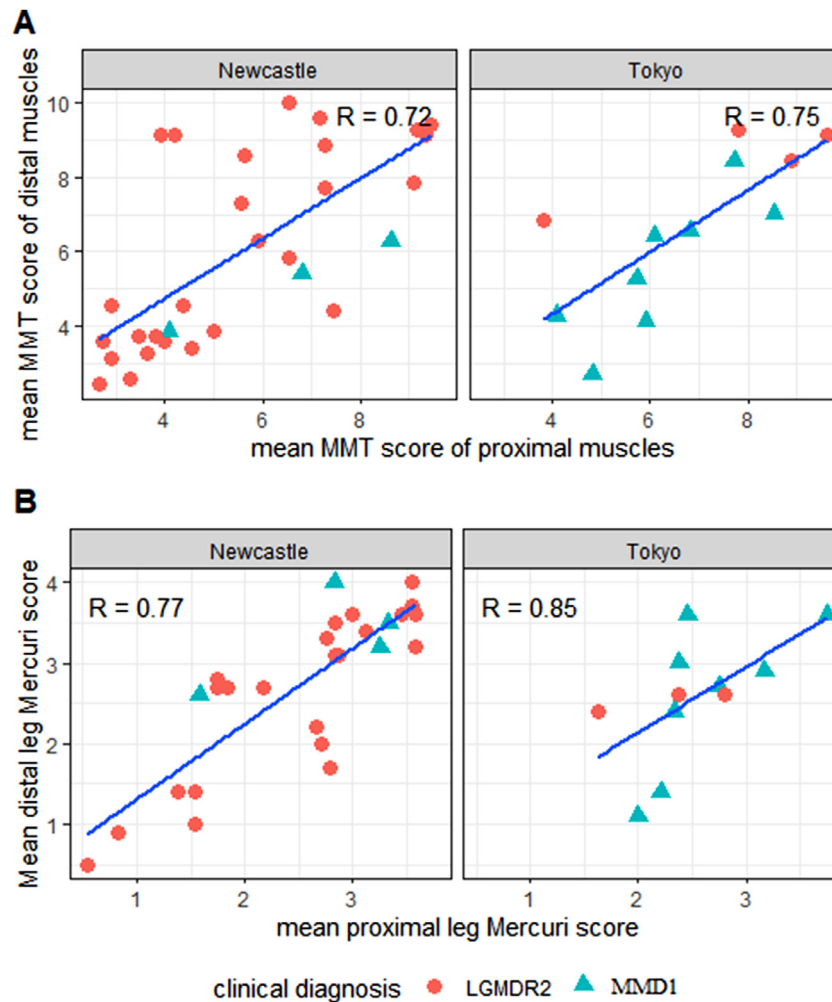 A
Newcastle Tokyo
R = 0.72 R = 0.75
10
8
6
4
mean MMT score of distal muscles
4 6 8 4 6 8
mean MMT score of proximal muscles
B
Newcastle Tokyo
R = 0.77 R = 0.85
4
3
2
1
Mean distal leg Mercuri score
1 2 3 1 2 3
mean proximal leg Mercuri score
clinical diagnosis LGMDR2 MMD1